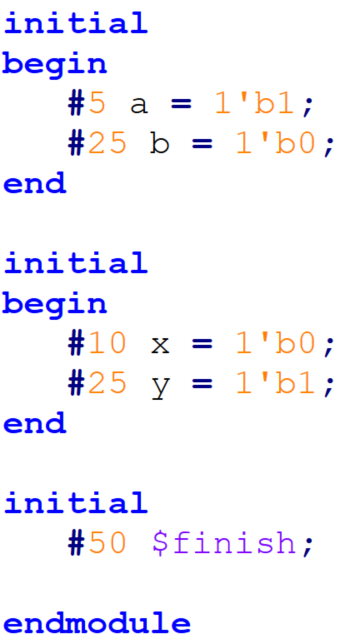 initial
begin
#5 a = 1'b1;
#25 b = 1'b0;
end
initial
begin
#10 x = 1'b0;
#25 y = 1'b1;
end
initial
#50 $finish;
endmodule